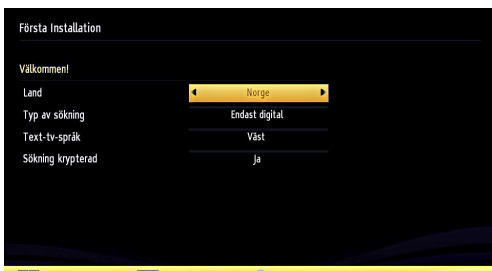 Första Installation
Välkommen!
Land Norge
Typ av sökning Endast digital
Text-tv-språk Väst
Sökning krypterad Ja